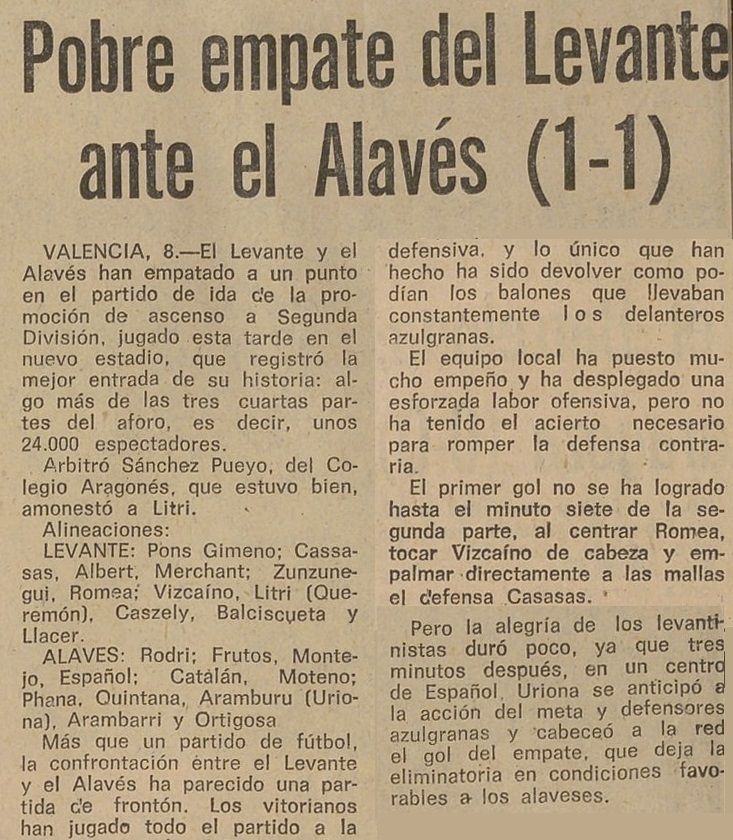 Pobre empate del Levante
ante el Alavés (1-1)
VALENCIA, 8.—El Levante y el
Alavés han empatado a un punto
en el partido de ida de la pro-
moción de ascenso a Segunda
División, jugado esta tarde en el
nuevo estadio, que registró la
mejor entrada de su historia: al-
go más de las tres cuartas par-
tes del aforo, es decir, unos
24.000 espectadores.
Arbitró Sánchez Pueyo, del Co-
legio Aragonés, que estuvo bien,
amonestó a Litri.
Alineaciones:
LEVANTE: Pons Gimeno; Cassa-
sas, Albert, Merchant; Zunzune-
gui, Romea; Vizcaíno, Litri (Que-
remón), Caszely, Balciscueta y
Llacer.
ALAVES: Rodri; Frutos, Monte-
jo, Español; Catalán, Moteno;
Phana, Quintana, Aramburu (Urio-
na), Arambarri y Ortigosa
Más que un partido de fútbol,
la confrontación entre el Levante
y el Alavés ha parecido una par-
tida de frontón. Los vitorianos
han jugado todo el partido a la
defensiva, y lo único que han
hecho ha sido devolver como po-
dían los balones que llevaban
constantemente los delanteros
azulgranas.
El equipo local ha puesto mu-
cho empeño y ha desplegado una
esforzada labor ofensiva, pero no
ha tenido el acierto necesario
para romper la defensa contra-
ria.
El primer gol no se ha logrado
hasta el minuto siete de la se-
gunda parte, al centrar Romea,
tocar Vizcaíno de cabeza y em-
palmar directamente a las mallas
el defensa Casasas.
Pero la alegría de los levanti-
nistas duró poco, ya que tres
minutos después, en un centro
de Español, Uriona se anticipó a
la acción del meta y defensores
azulgranas y cabeceó a la red
el gol del empate, que deja la
eliminatoria en condiciones favo-
rables a los alaveses.